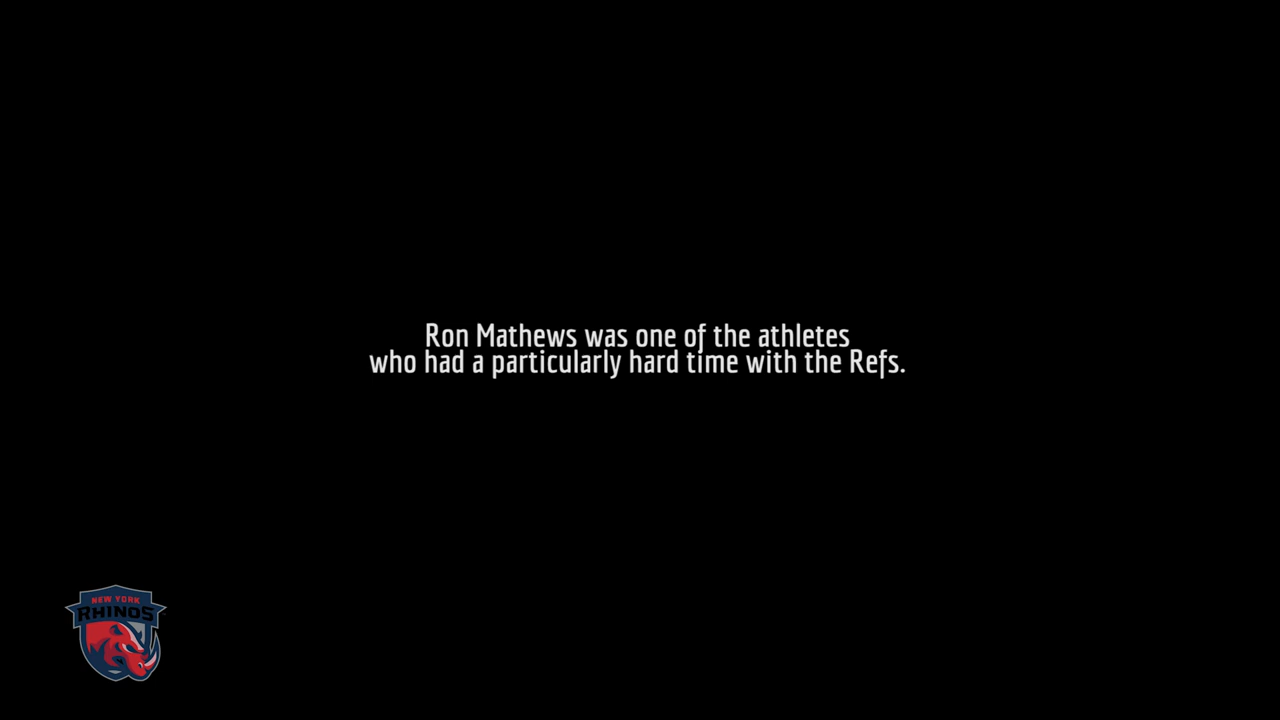 Ron Mathews was one of the athletes
who had a particularly hard time with the Refs.
NEW YORK
RHINOS